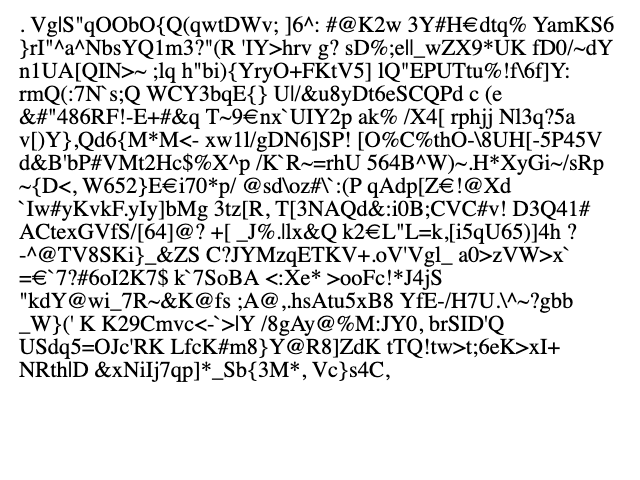 . Vg|S"qOObO{Q(qwtDWv; ]6^: #@K2w 3Y#H€dtq% YamKS6
}rI"^a^NbsYQ1m3?"(R 'IY>hrv g? sD%;e||_wZX9*UK fD0/~dY
n1UA[QIN>~ ;lq h"bi){YryO+FKtV5] lQ"EPUTtu%!f\6f]Y:
rmQ(:7N`s;Q WCY3bqE{} U|/&u8yDt6eSCQPd c (e
&#"486RF!-E+#&q T~9€nx`UIY2p ak% /X4[ rphjj Nl3q?5a
v[)Y},Qd6{M*M<- xw1l/gDN6]SP! [O%C%thO-\8UH[-5P45V
d&B'bP#VMt2Hc$%X^p /K`R~=rhU 564B^W)~.H*XyGi~/sRp
~{D<, W652}E€i70*p/ @sd\oz#\`:(P qAdp[Z€!@Xd
`Iw#yKvkF.yIy]bMg 3tz[R, T[3NAQd&:i0B;CVC#v! D3Q41#
ACtexGVfS/[64]@? +[ _J%.llx&Q k2€L"L=k,[i5qU65)]4h ?
-^@TV8SKi}_&ZS C?JYMzqETKV+.oV'Vgl_ a0>zVW>x`
=€`7?#6oI2K7$ k`7SoBA <:Xe* >ooFc!*J4jS
"kdY@wi_7R~&K@fs ;A@,.hsAtu5xB8 YfE-/H7U.\^~?gbb
_W}(' K K29Cmvc<-`>lY /8gAy@%M:JY0, brSID'Q
USdq5=OJc'RK LfcK#m8}Y@R8]ZdK tTQ!tw>t;6eK>xI+
NRth|D &xNiIj7qp]*_Sb{3M*, Vc}s4C,